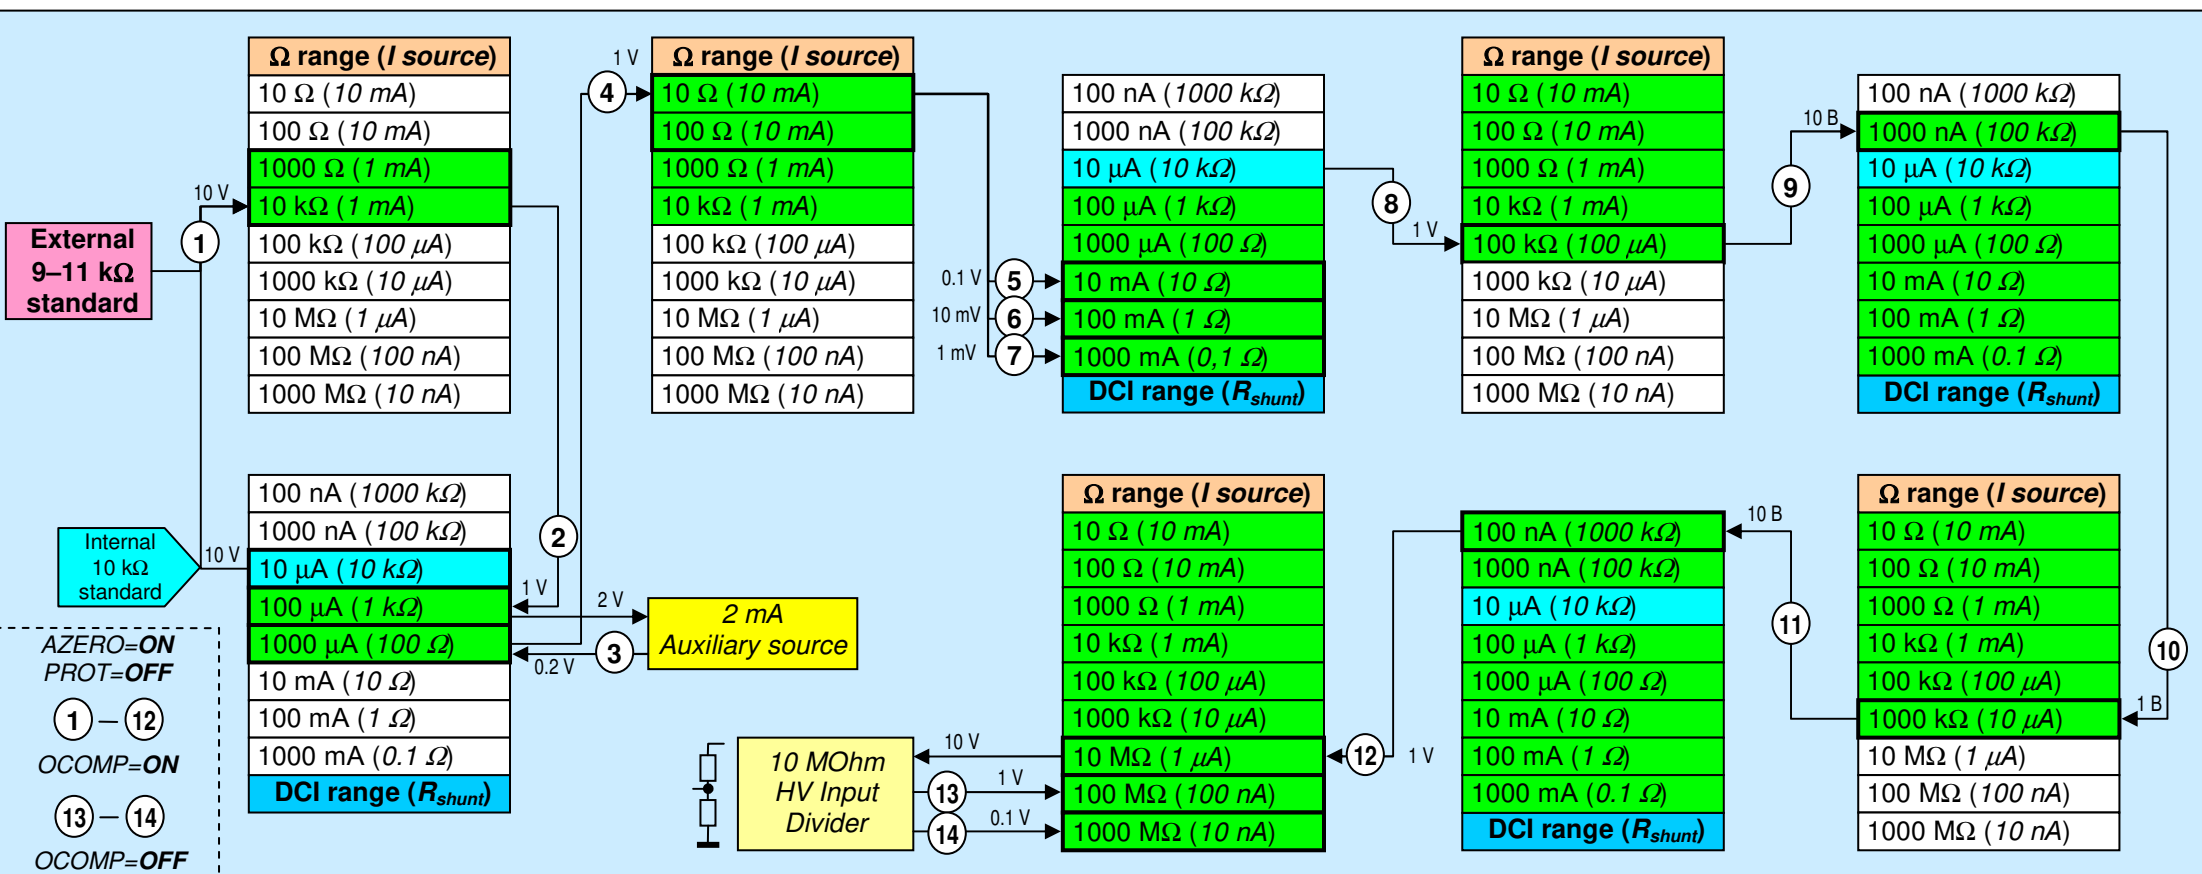 External
9–11 kΩ
standard
1
10 V
Ω range (I source)
10 Ω (10 mA)
100 Ω (10 mA)
1000 Ω (1 mA)
10 kΩ (1 mA)
100 kΩ (100 μA)
1000 kΩ (10 μA)
10 MΩ (1 μA)
100 MΩ (100 nA)
1000 MΩ (10 nA)
4
1 V
Ω range (I source)
10 Ω (10 mA)
100 Ω (10 mA)
1000 Ω (1 mA)
10 kΩ (1 mA)
100 kΩ (100 μA)
1000 kΩ (10 μA)
10 MΩ (1 μA)
100 MΩ (100 nA)
1000 MΩ (10 nA)
0.1 V
5
10 mV
6
1 mV
7
100 nA (1000 kΩ)
1000 nA (100 kΩ)
10 μA (10 kΩ)
100 μA (1 kΩ)
1000 μA (100 Ω)
10 mA (10 Ω)
100 mA (1 Ω)
1000 mA (0,1 Ω)
DCI range (Rshunt)
8
1 V
Ω range (I source)
10 Ω (10 mA)
100 Ω (10 mA)
1000 Ω (1 mA)
10 kΩ (1 mA)
100 kΩ (100 μA)
1000 kΩ (10 μA)
10 MΩ (1 μA)
100 MΩ (100 nA)
1000 MΩ (10 nA)
10 В
9
100 nA (1000 kΩ)
1000 nA (100 kΩ)
10 μA (10 kΩ)
100 μA (1 kΩ)
1000 μA (100 Ω)
10 mA (10 Ω)
100 mA (1 Ω)
1000 mA (0.1 Ω)
DCI range (Rshunt)
Internal
10 kΩ
standard
10 V
100 nA (1000 kΩ)
1000 nA (100 kΩ)
10 μA (10 kΩ)
100 μA (1 kΩ)
1000 μA (100 Ω)
10 mA (10 Ω)
100 mA (1 Ω)
1000 mA (0.1 Ω)
DCI range (Rshunt)
2
1 V
2 V
3
0.2 V
2 mA
Auxiliary source
AZERO=ON
PROT=OFF
1 – 12
OCOMP=ON
13 – 14
OCOMP=OFF
10 MOhm
HV Input
Divider
10 V
13
1 V
14
0.1 V
Ω range (I source)
10 Ω (10 mA)
100 Ω (10 mA)
1000 Ω (1 mA)
10 kΩ (1 mA)
100 kΩ (100 μA)
1000 kΩ (10 μA)
10 MΩ (1 μA)
100 MΩ (100 nA)
1000 MΩ (10 nA)
12
1 V
100 nA (1000 kΩ)
1000 nA (100 kΩ)
10 μA (10 kΩ)
100 μA (1 kΩ)
1000 μA (100 Ω)
10 mA (10 Ω)
100 mA (1 Ω)
1000 mA (0.1 Ω)
DCI range (Rshunt)
10 В
11
Ω range (I source)
10 Ω (10 mA)
100 Ω (10 mA)
1000 Ω (1 mA)
10 kΩ (1 mA)
100 kΩ (100 μA)
1000 kΩ (10 μA)
10 MΩ (1 μA)
100 MΩ (100 nA)
1000 MΩ (10 nA)
10
1 В